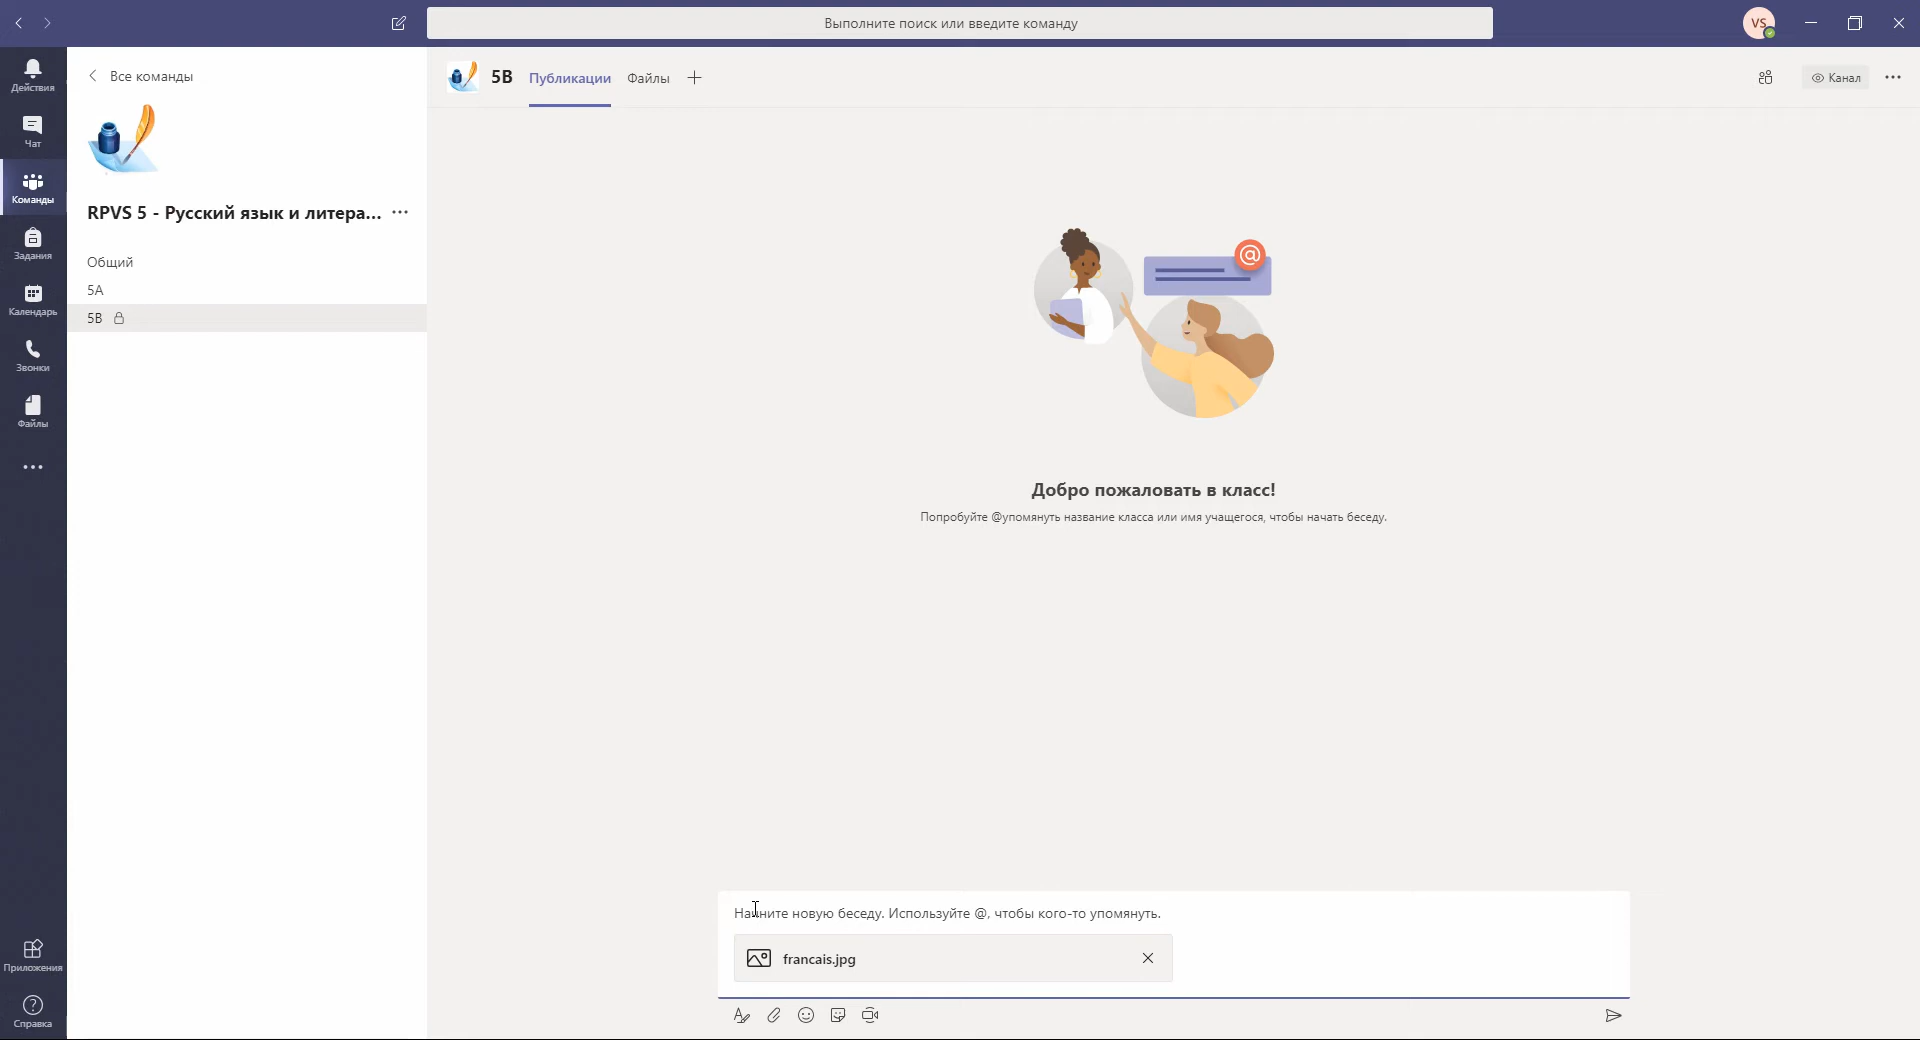 Выполните поиск или введите команду
VS
Действия
Чат
Команды
Задания
Календарь
Звонки
Файлы
Приложения
Справка
Все команды
RPVS 5 - Русский язык и литера...
Общий
5A
5B
5B Публикации Файлы
Канал
@
Добро пожаловать в класс!
Попробуйте @упомянуть название класса или имя учащегося, чтобы начать беседу.
Начните новую беседу. Используйте @, чтобы кого-то упомянуть.
francais.jpg